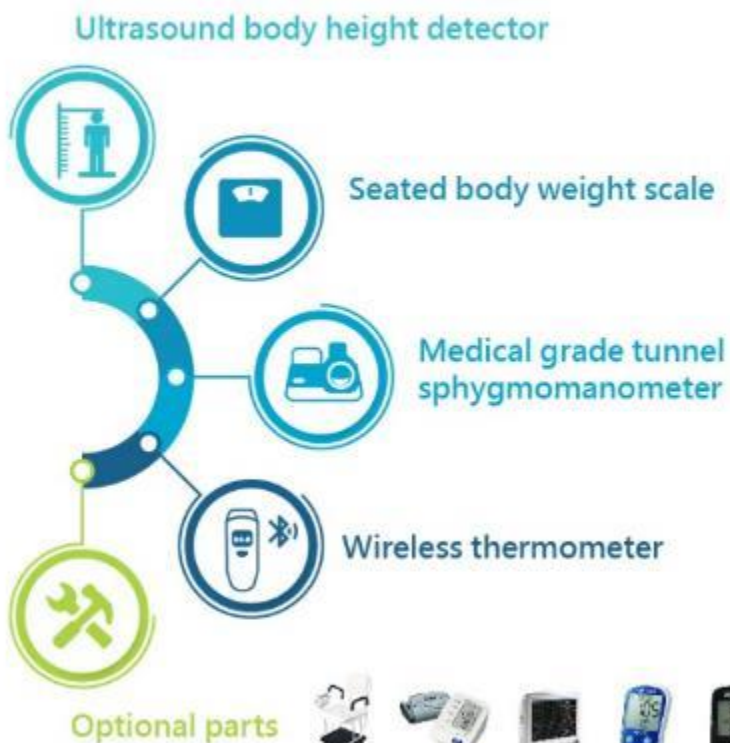 Ultrasound body height detector
Seated body weight scale
Medical grade tunnel
sphygmomanometer
Wireless thermometer
Optional parts